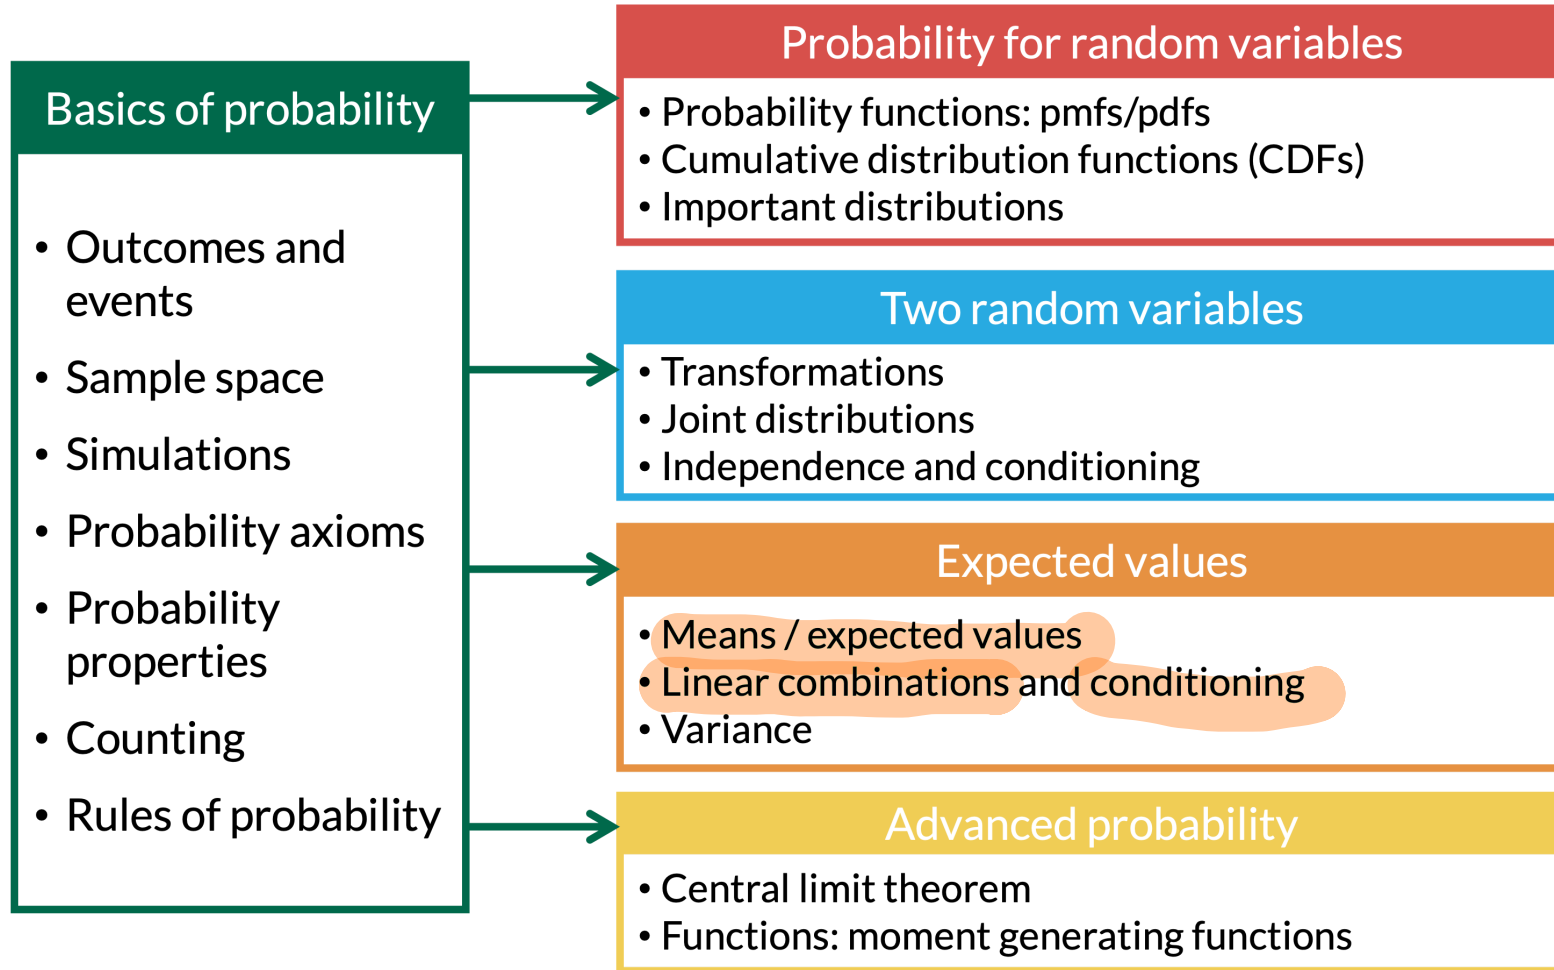 Basics of probability
• Outcomes and
events
• Sample space
• Simulations
• Probability axioms
• Probability
properties
• Counting
• Rules of probability
Probability for random variables
• Probability functions: pmfs/pdfs
• Cumulative distribution functions (CDFs)
• Important distributions
Two random variables
• Transformations
• Joint distributions
• Independence and conditioning
Expected values
• Means / expected values
• Linear combinations and conditioning
• Variance
Advanced probability
• Central limit theorem
• Functions: moment generating functions